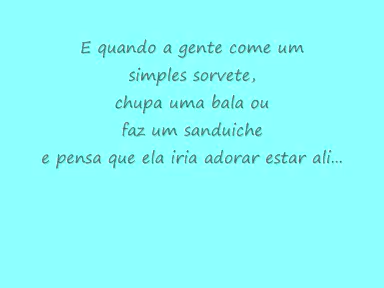 E quando a gente come um
simples sorvete,
chupa uma bala ou
faz um sanduiche
e pensa que ela iria adorar estar ali...